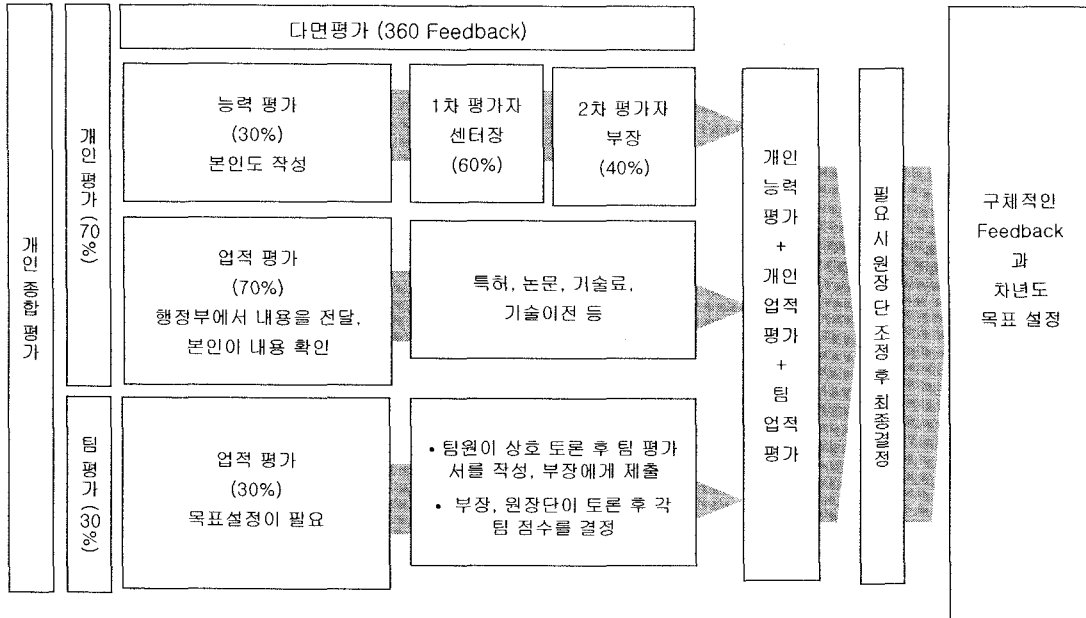 다면평가 (360 Feedback)
개인 종합 평가
개인 평가 (70%)
능력 평가
(30%)
본인도 작성
1차 평가자
센터장
(60%)
2차 평가자
부장
(40%)
업적 평가
(70%)
행정부에서 내용을 전달,
본인이 내용 확인
특허, 논문, 기술료,
기술이전 등
팀 평가 (30%)
업적 평가
(30%)
목표설정이 필요
• 팀원이 상호 토론 후 팀 평가
서를 작성, 부장에게 제출
• 부장, 원장단이 토론 후 각
팀 점수를 결정
개인
능력
평가
+
개인
업적
평가
+
팀
업적
평가
필요시 원장단 조정 후 최종결정
구체적인
Feedback
과
차년도
목표 설정